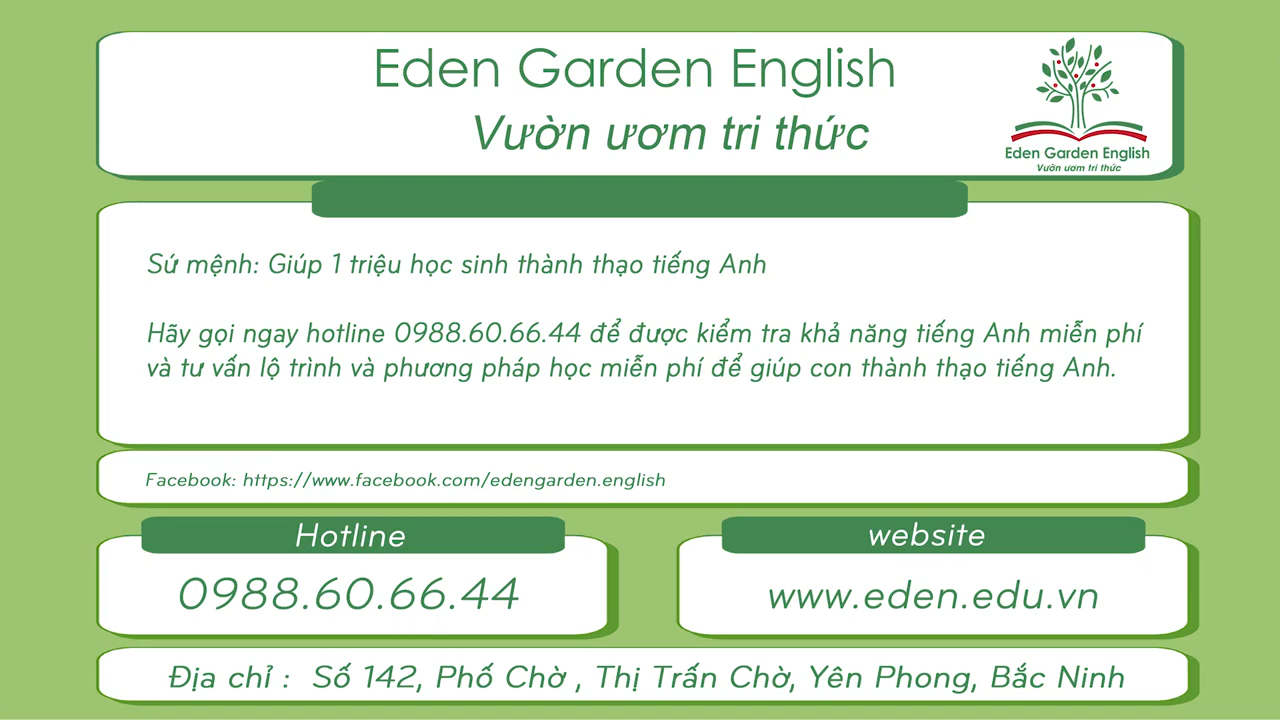 Eden Garden English
Vườn ươm tri thức
Eden Garden English
Vườn ươm tri thức
Sứ mệnh: Giúp 1 triệu học sinh thành thạo tiếng Anh
Hãy gọi ngay hotline 0988.60.66.44 để được kiểm tra khả năng tiếng Anh miễn phí
và tư vấn lộ trình và phương pháp học miễn phí để giúp con thành thạo tiếng Anh.
Facebook: https://www.facebook.com/edengarden.english
Hotline
0988.60.66.44
website
www.eden.edu.vn
Địa chỉ : Số 142, Phố Chờ , Thị Trấn Chờ, Yên Phong, Bắc Ninh